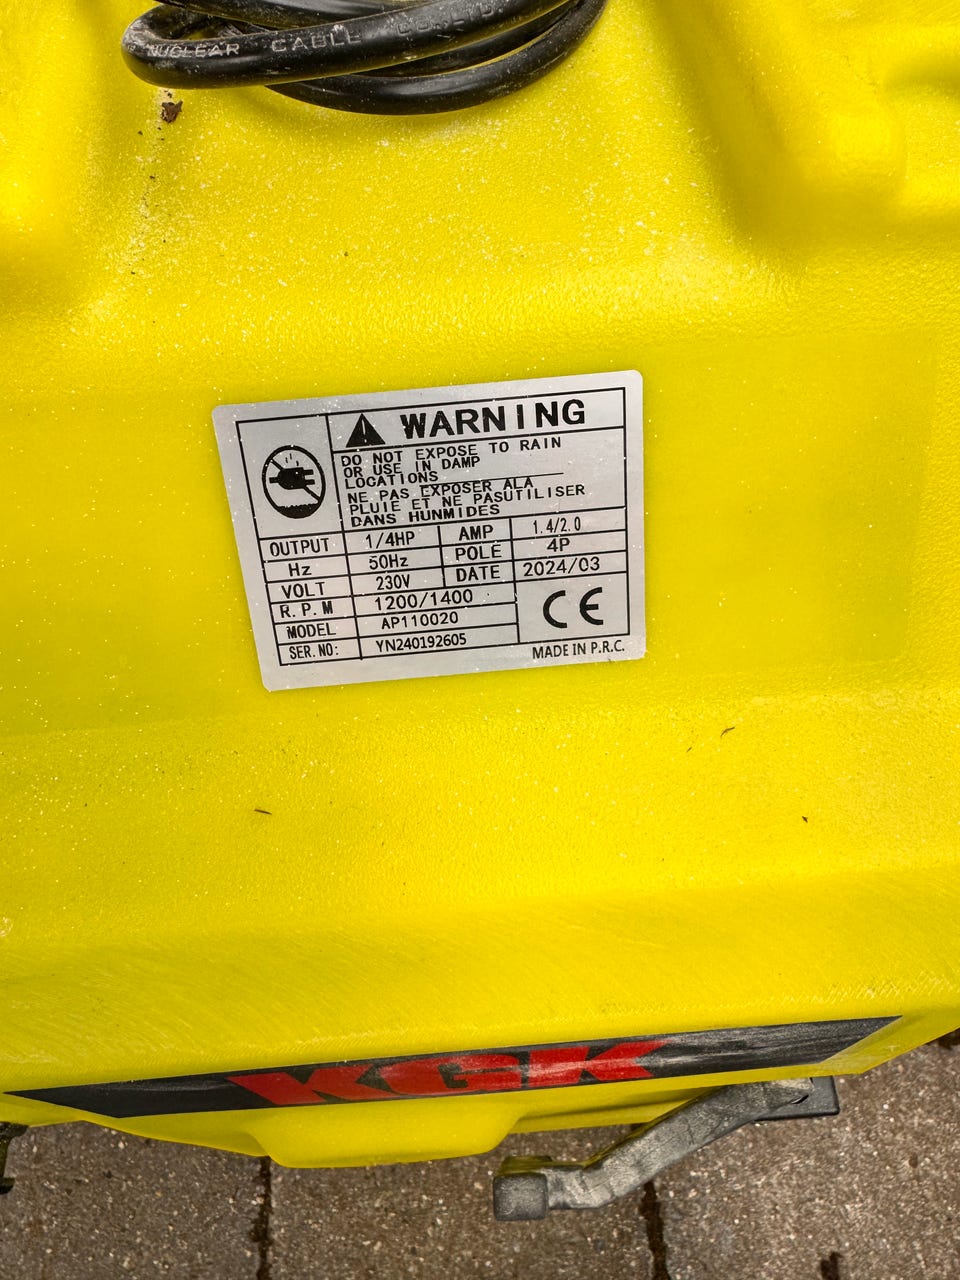 NUCLEAR CABLE CO.,LTD.
WARNING
DO NOT EXPOSE TO RAIN
OR USE IN DAMP
LOCATIONS
NE PAS EXPOSER ALA
PLUIE ET NE PASUTILISER
DANS HUNMIDES
OUTPUT 1/4HP AMP 1.4/2.0
Hz 50Hz POLE 4P
VOLT 230V DATE 2024/03
R.P.M 1200/1400
MODEL AP110020 CE
SER.NO: YN240192605
MADE IN P.R.C.
KGK